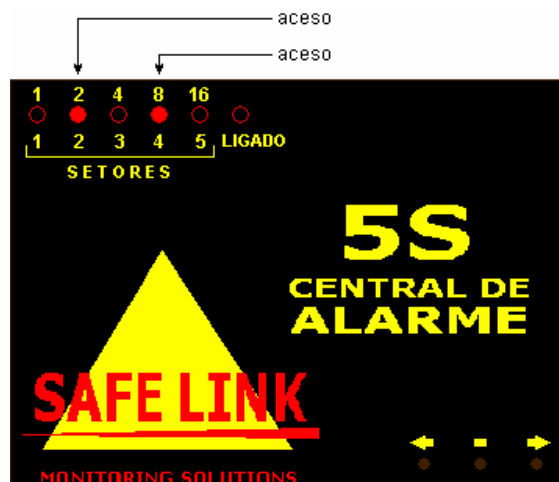 aceso
aceso
1 2 4 8 16
1 2 3 4 5 LIGADO
SETORES
5S
CENTRAL DE
ALARME
SAFE LINK
MONITORING SOLUTIONS